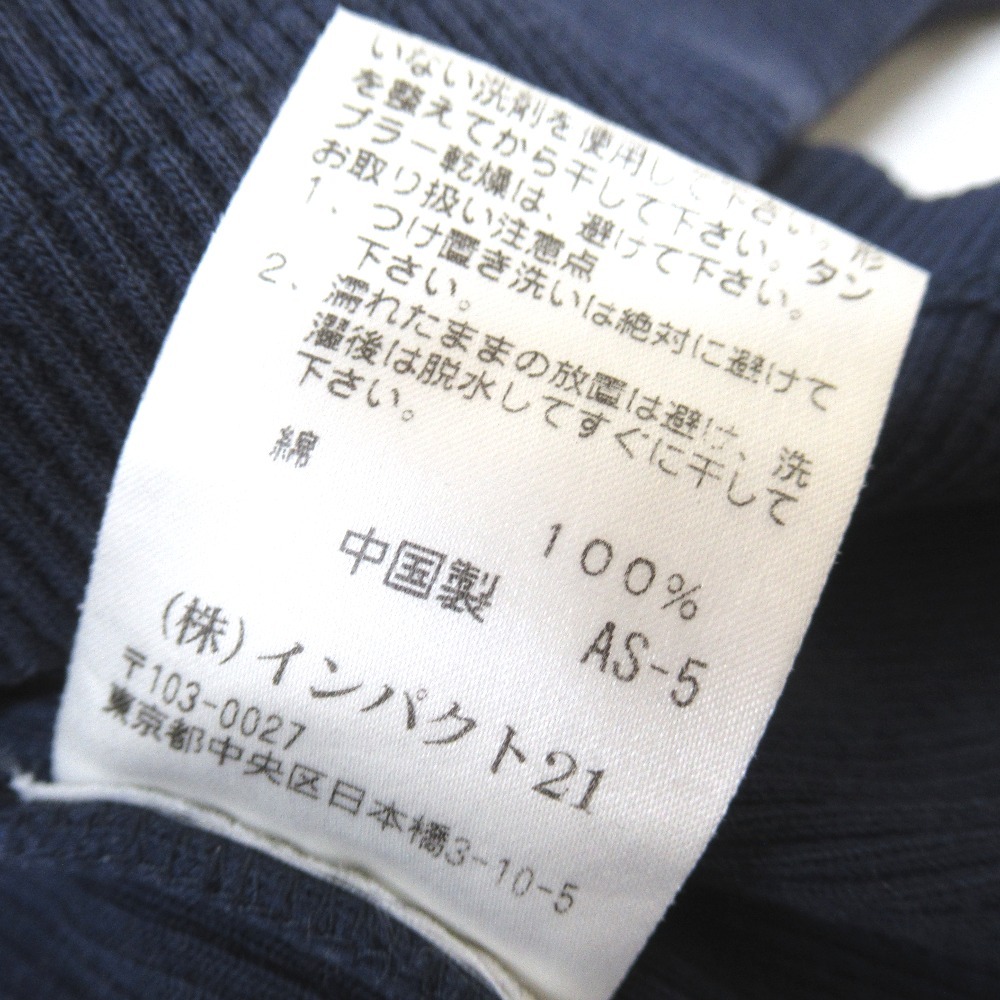 いない洗剤を使用して下さい。形
を整えてから干して下さい。タン
ブラー乾燥は、避けて下さい。
お取り扱い注意点
1. つけ置き洗いは絶対に避けて
下さい。
2. 濡れたままの放置は避け、洗
濯後は脱水してすぐに干して
下さい。
綿
100%
中国製
AS-5
(株)インパクト21
〒103-0027
東京都中央区日本橋3-10-5